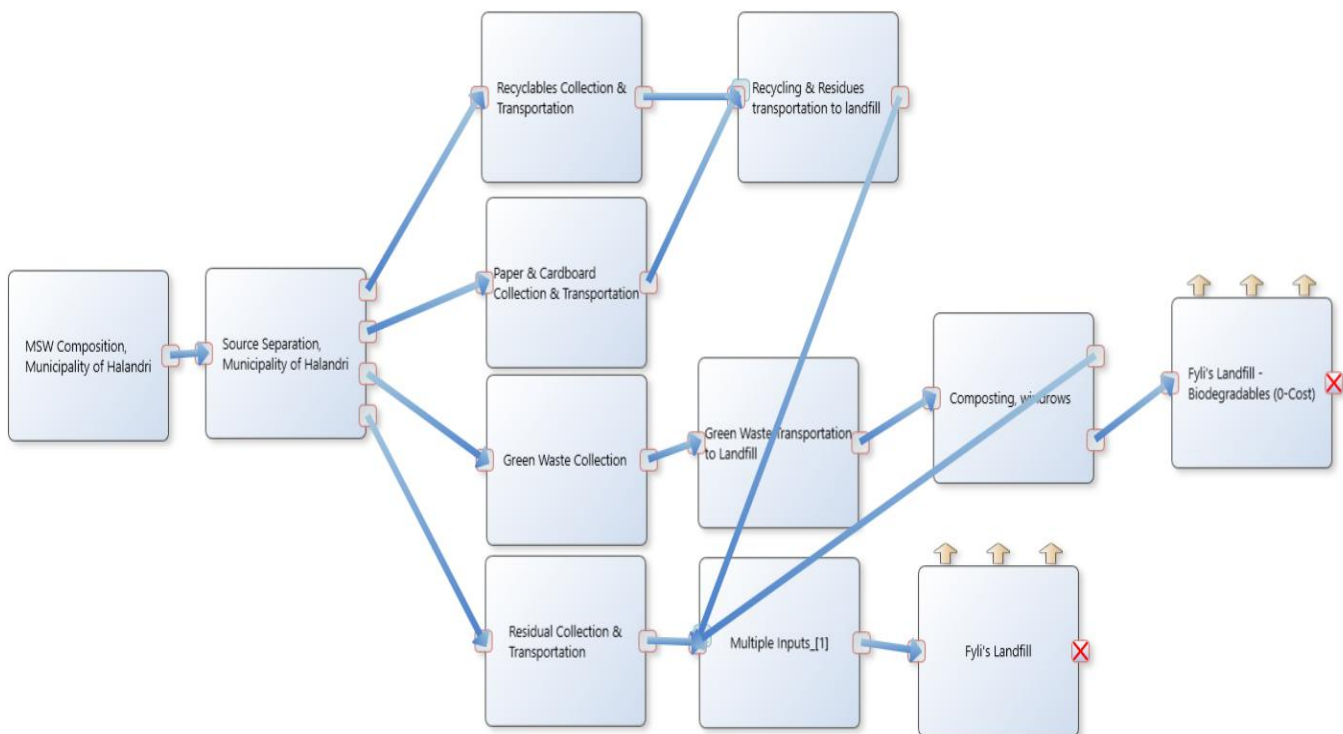 Recyclables Collection &
Transportation
Recycling & Residues
transportation to landfill
Paper & Cardboard
Collection & Transportation
MSW Composition,
Municipality of Halandri
Source Separation,
Municipality of Halandri
Green Waste Collection
Green Waste Transportation
to Landfill
Composting, windrows
Fyli's Landfill -
Biodegradables (0-Cost)
Residual Collection &
Transportation
Multiple Inputs_[1]
Fyli's Landfill